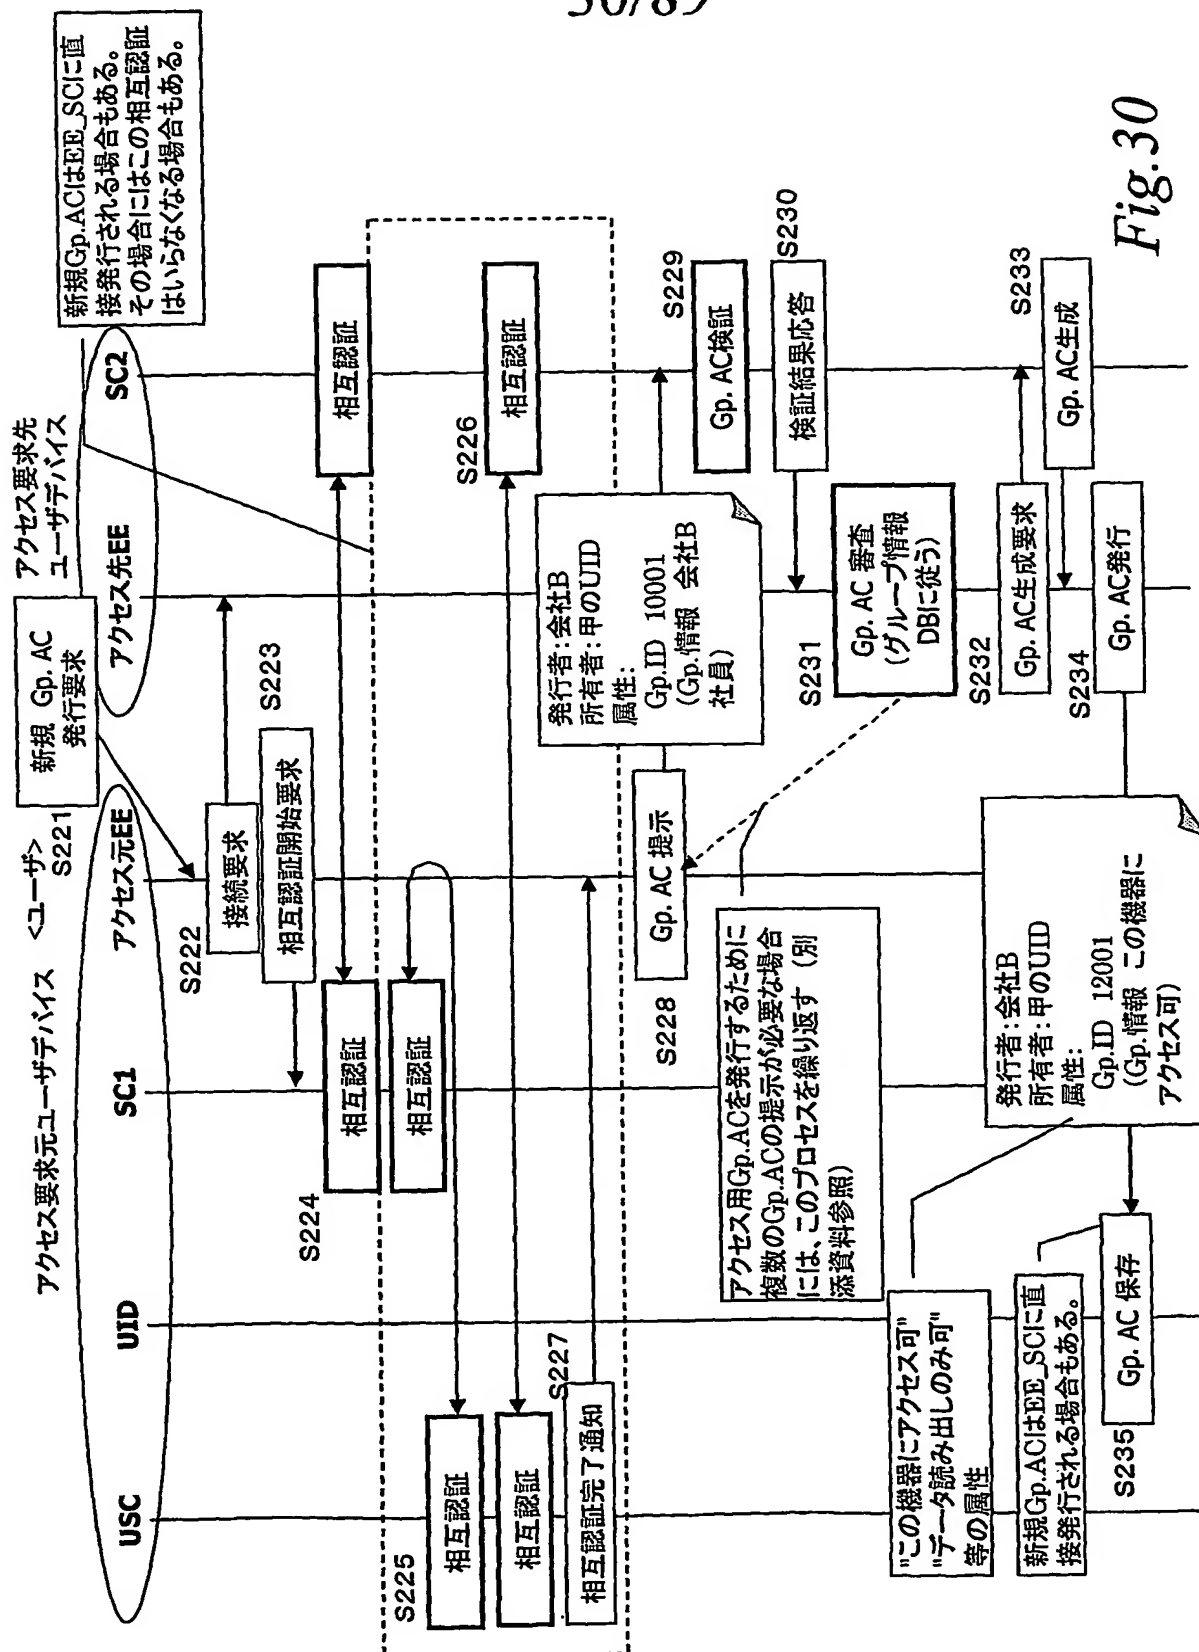 アクセス要求元ユーザデバイス <ユーザ>
USC
UID
SC1
アクセス元EE
S221
新規 Gp. AC
発行要求
アクセス要求先
ユーザデバイス
アクセス先EE
SC2
新規Gp.ACはEE_SCに直
接発行される場合もある。
その場合にはこの相互認証
はいらなくなる場合もある。
S222
接続要求
S223
相互認証開始要求
S224
相互認証
相互認証
相互認証
S225
相互認証
S226
相互認証
相互認証
S227
相互認証完了通知
S228
Gp. AC 提示
発行者:会社B
所有者:甲のUID
属性:
Gp.ID 10001
(Gp.情報 会社B
社員)
S229
Gp. AC検証
S230
検証結果応答
アクセス用Gp.ACを発行するために
複数のGp.ACの提示が必要な場合
には、このプロセスを繰り返す (別
添資料参照)
S231
Gp. AC 審査
(グループ情報
DBに従う)
S232
Gp. AC生成要求
S233
Gp. AC生成
S234
Gp. AC発行
"この機器にアクセス可"
"データ読み出しのみ可"
等の属性
発行者:会社B
所有者:甲のUID
属性:
Gp.ID 12001
(Gp.情報 この機器に
アクセス可)
新規Gp.ACはEE_SCに直
接発行される場合もある。
S235
Gp. AC 保存
Fig.30